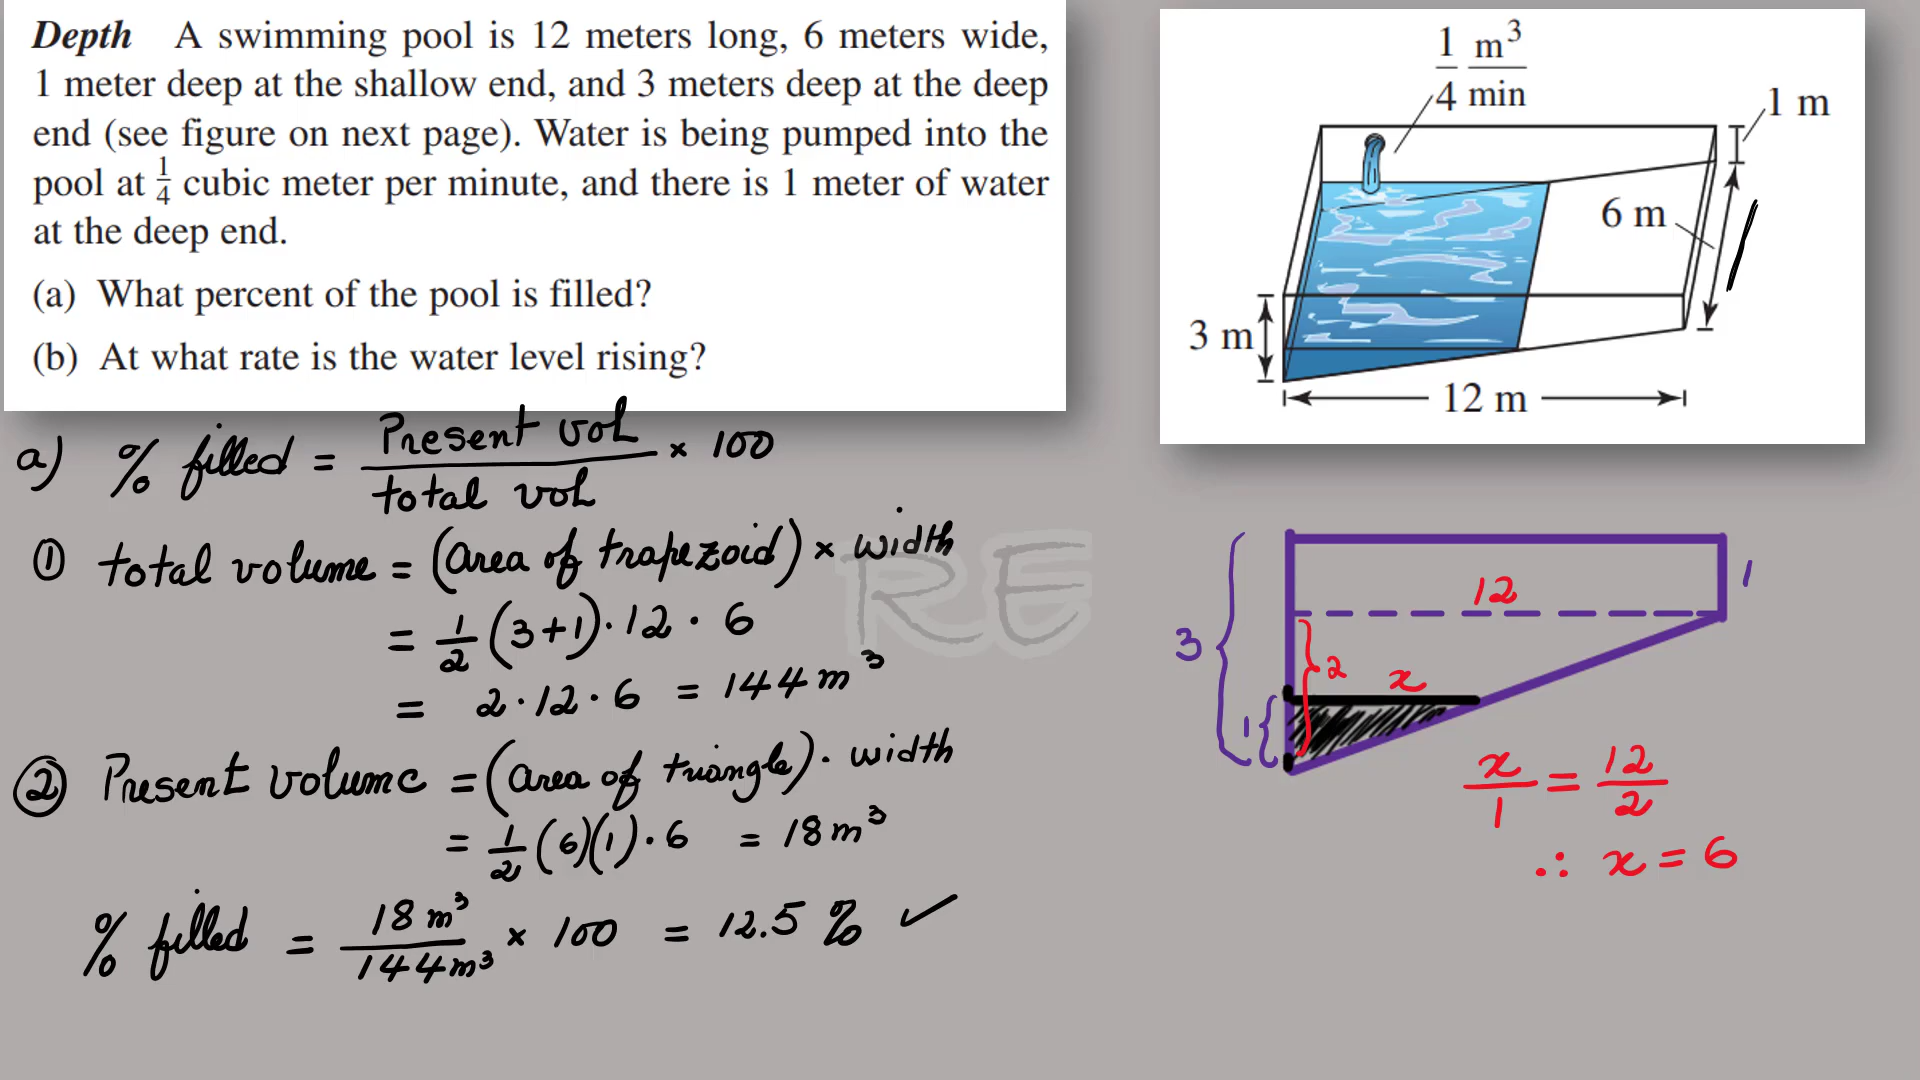 Depth A swimming pool is 12 meters long, 6 meters wide,
1 meter deep at the shallow end, and 3 meters deep at the deep
end (see figure on next page). Water is being pumped into the
pool at 1/4 cubic meter per minute, and there is 1 meter of water
at the deep end.
(a) What percent of the pool is filled?
(b) At what rate is the water level rising?
1/4 m³/min
1 m
6 m
3 m
12 m
a) % filled = Present vol / total vol × 100
① total volume = (area of trapezoid) × width
= 1/2 (3+1) · 12 · 6
= 2 · 12 · 6 = 144 m³
② Present volume = (area of triangle) · width
= 1/2 (6)(1) · 6 = 18 m³
% filled = 18 m³ / 144 m³ × 100 = 12.5 % ✓
RE
12
1
3
2
x
1
x/1 = 12/2
∴ x = 6